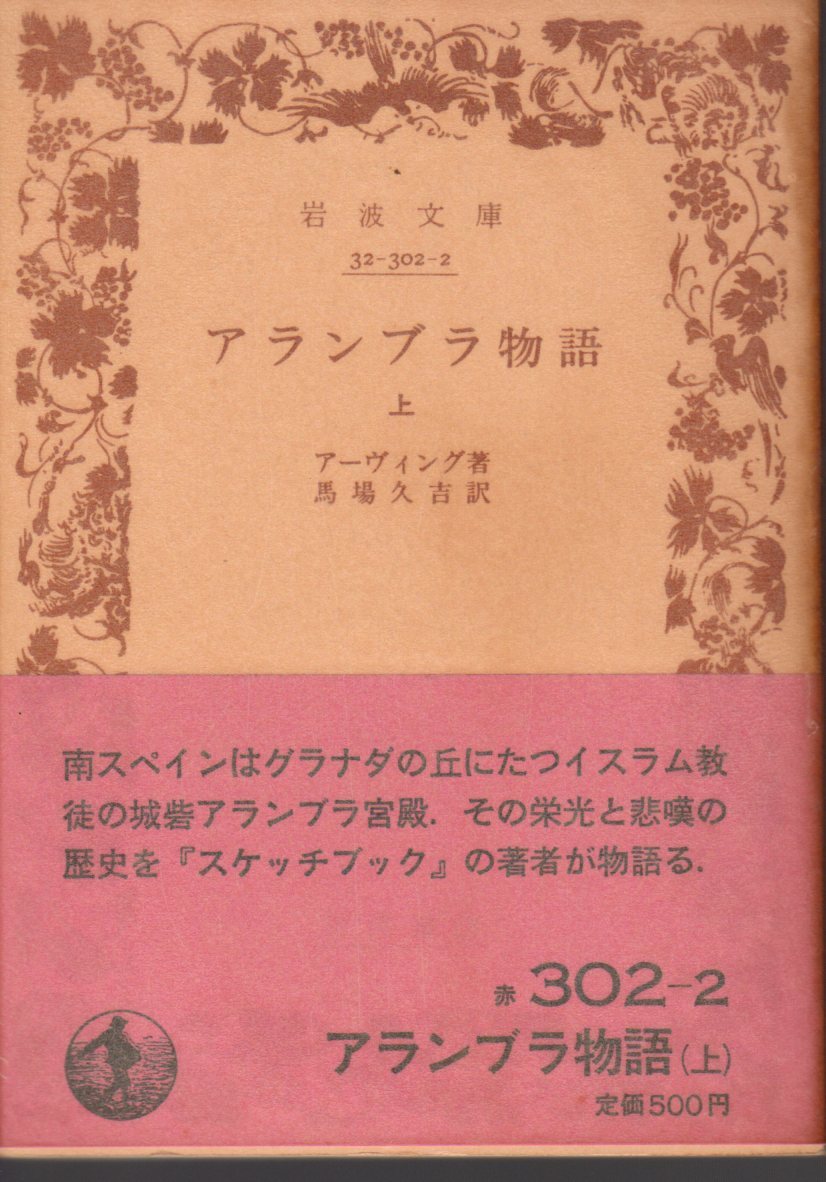 岩波文庫
32-302-2
アランブラ物語
上
アーヴィング著
馬場久吉訳
南スペインはグラナダの丘にたつイスラム教
徒の城砦アランブラ宮殿．その栄光と悲嘆の
歴史を『スケッチブック』の著者が物語る．
赤 302-2
アランブラ物語(上)
定価500円